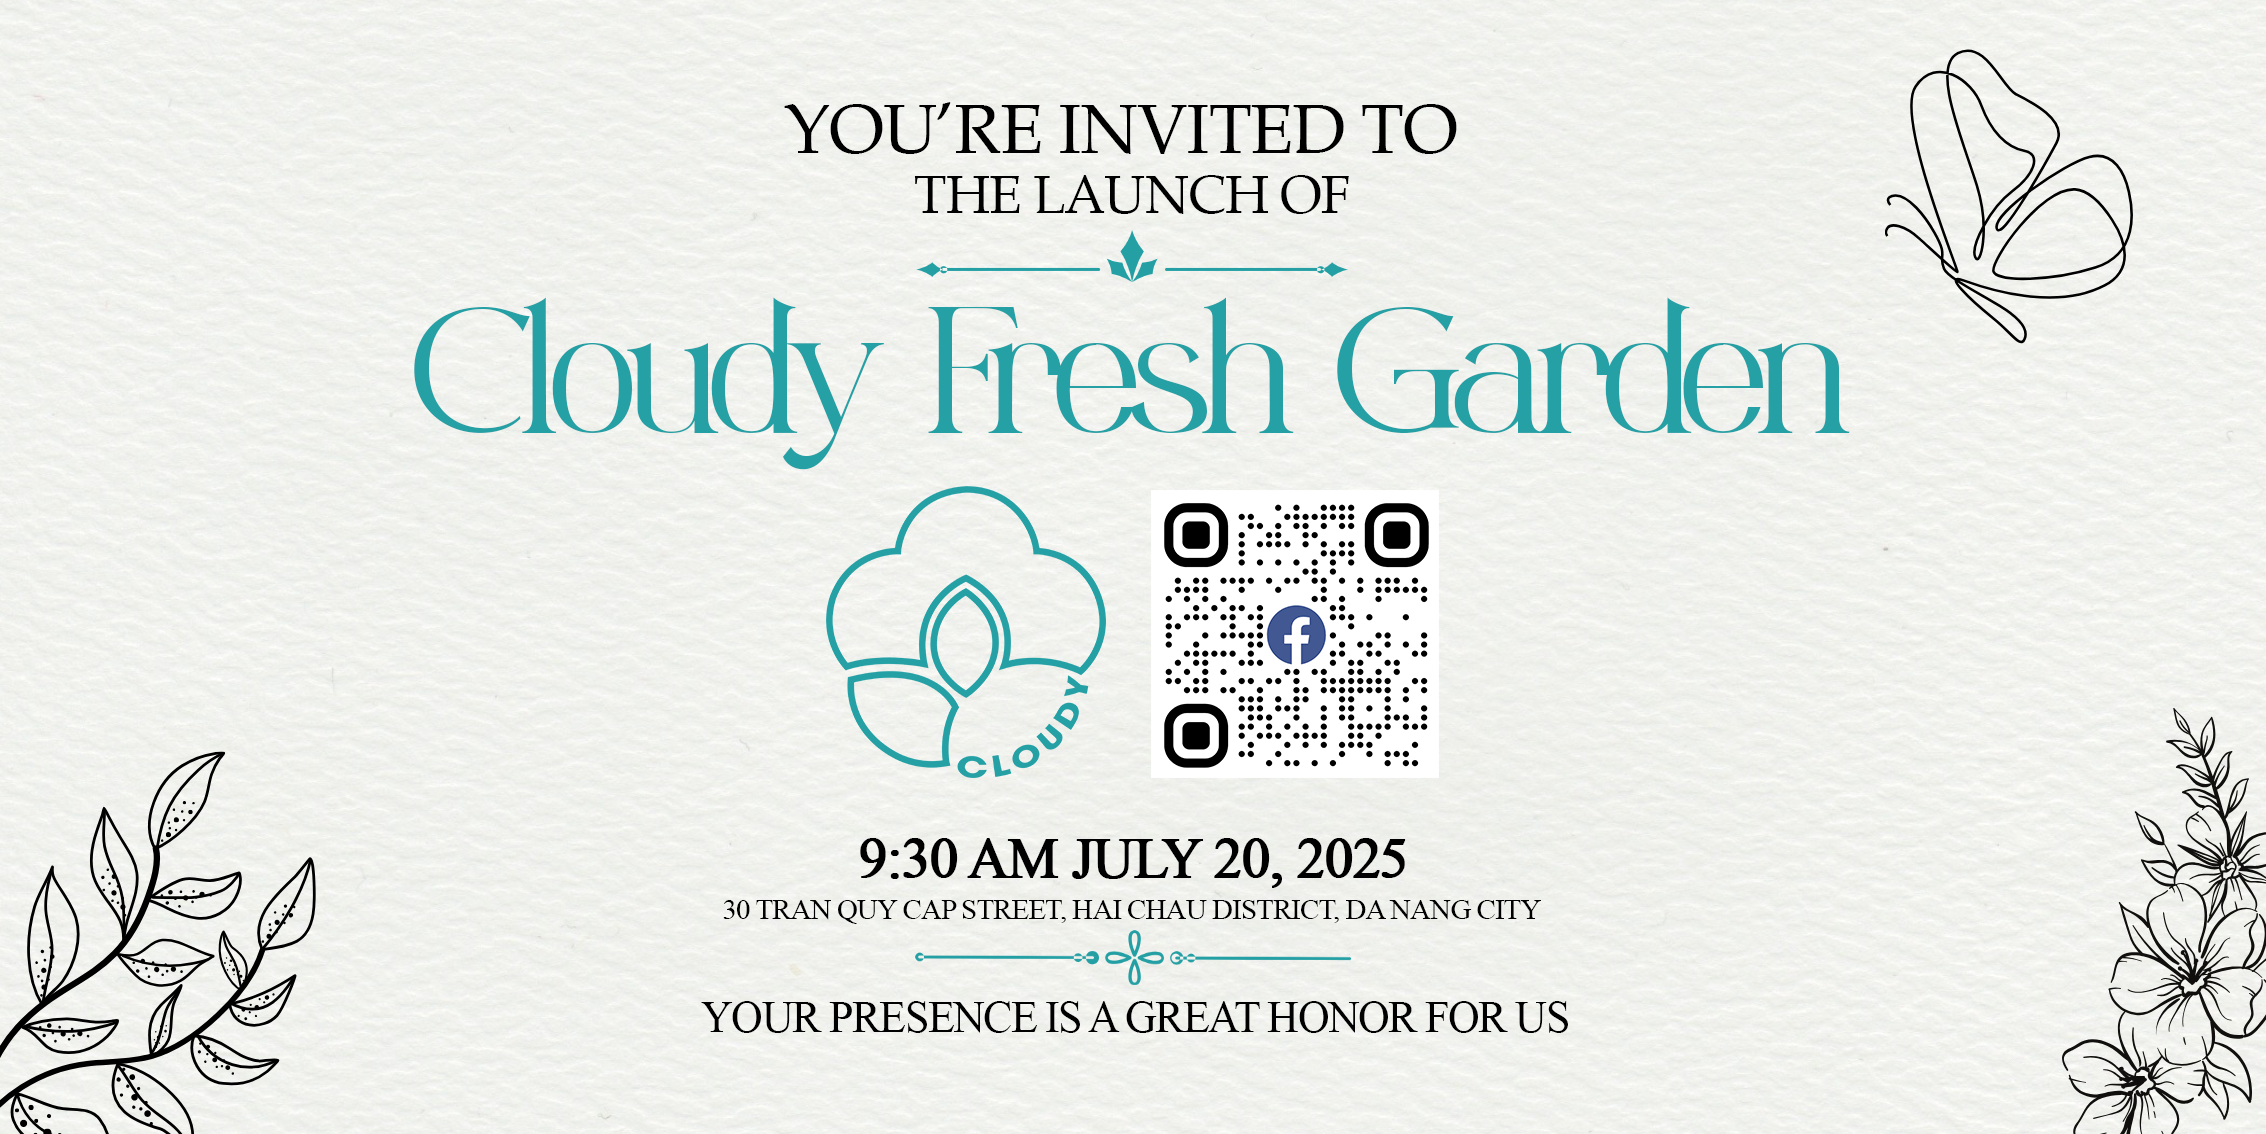 YOU’RE INVITED TO
THE LAUNCH OF
Cloudy Fresh Garden
CLOUDY
9:30 AM JULY 20, 2025
30 TRAN QUY CAP STREET, HAI CHAU DISTRICT, DA NANG CITY
YOUR PRESENCE IS A GREAT HONOR FOR US